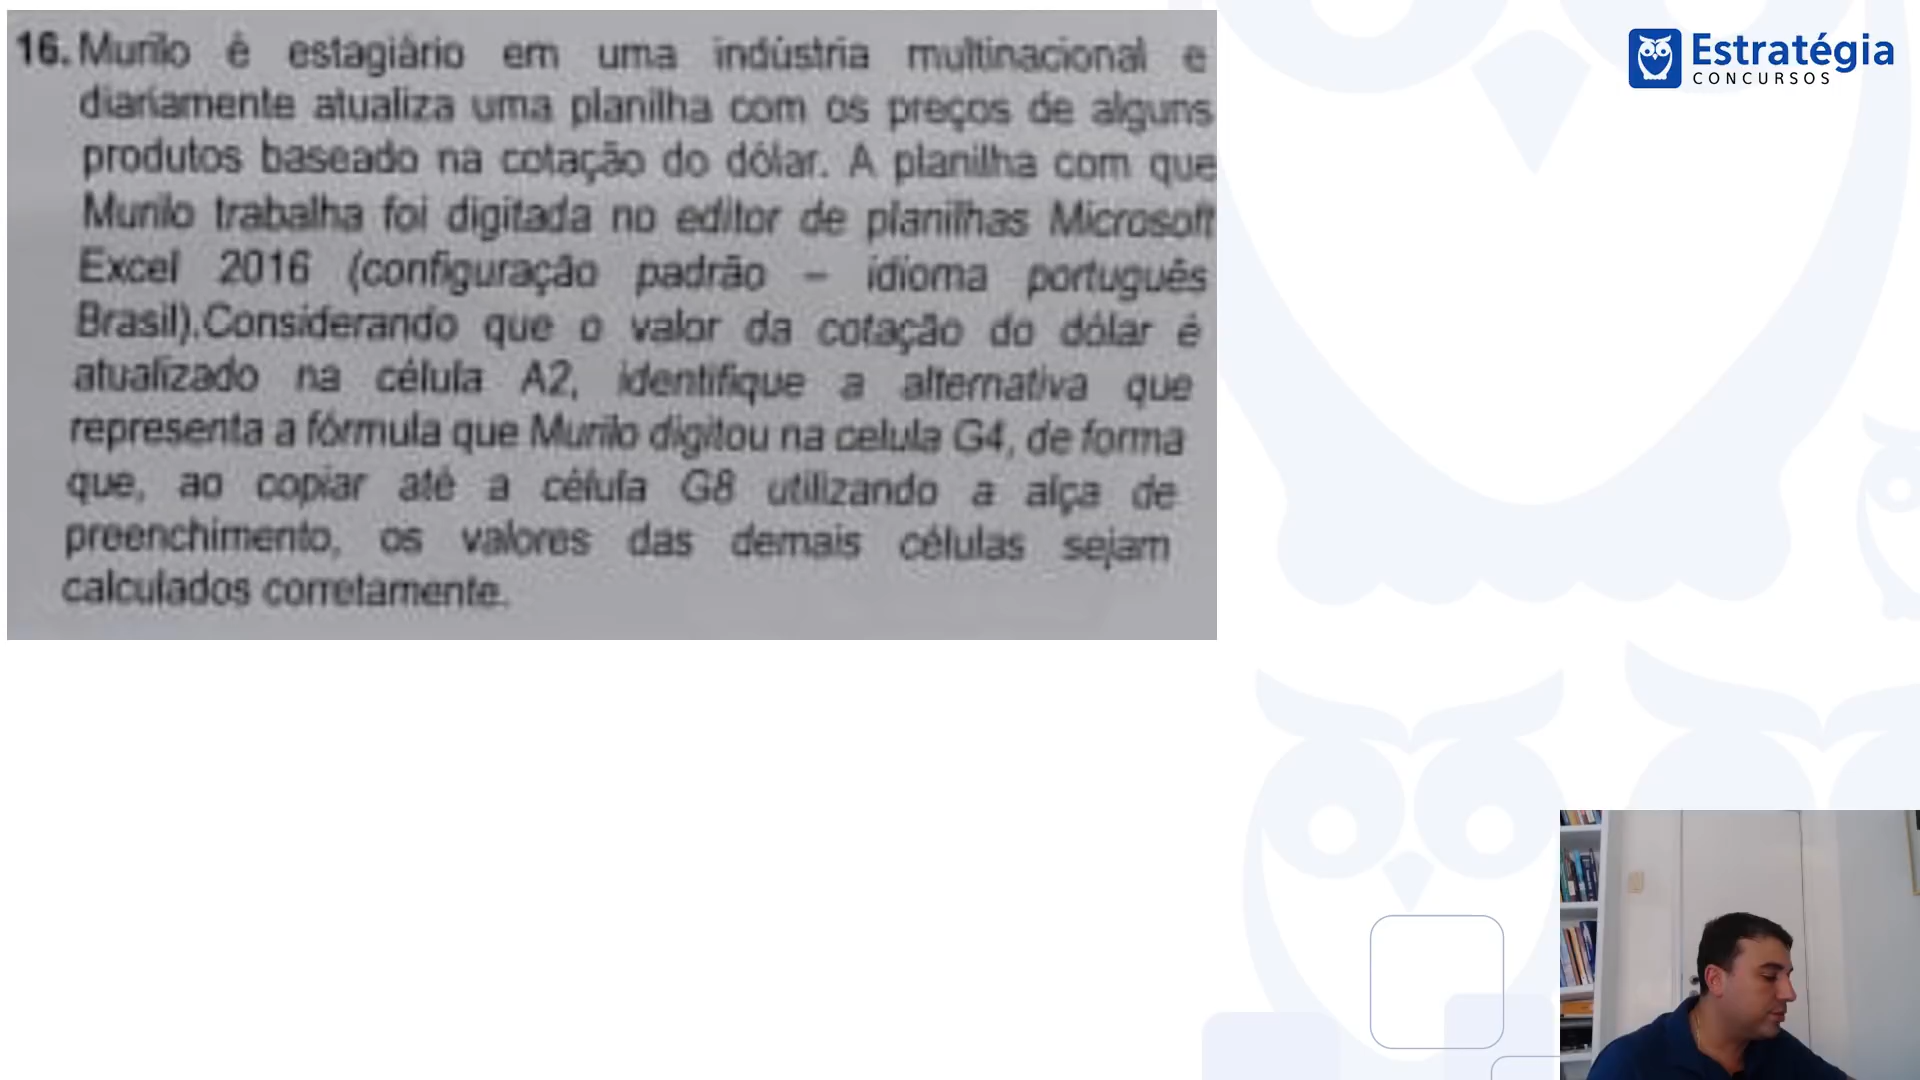 16. Murilo é estagiário em uma indústria multinacional e
diariamente atualiza uma planilha com os preços de alguns
produtos baseado na cotação do dólar. A planilha com que
Murilo trabalha foi digitada no editor de planilhas Microsoft
Excel 2016 (configuração padrão – idioma português
Brasil).Considerando que o valor da cotação do dólar é
atualizado na célula A2, identifique a alternativa que
representa a fórmula que Murilo digitou na celula G4, de forma
que, ao copiar até a célula G8 utilizando a alça de
preenchimento, os valores das demais células sejam
calculados corretamente.
Estratégia
CONCURSOS